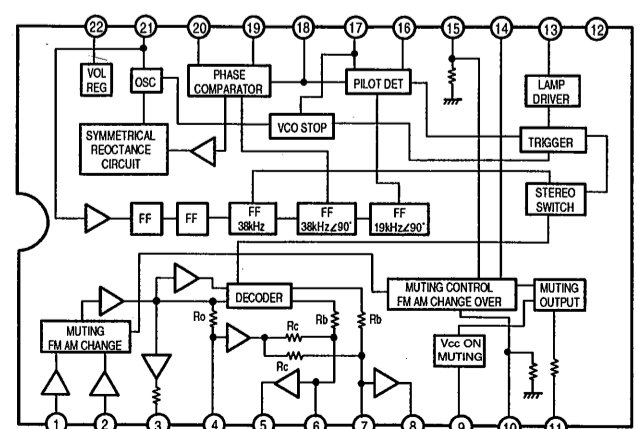 22 21 20 19 18 17 16 15 14 13 12
VOL
REG
OSC
PHASE
COMPARATOR
PILOT DET
LAMP
DRIVER
VCO STOP
SYMMETRICAL
REOCTANCE
CIRCUIT
TRIGGER
STEREO
SWITCH
FF
FF
FF
38kHz
FF
38kHz∠90°
FF
19kHz∠90°
DECODER
MUTING CONTROL
FM AM CHANGE OVER
MUTING
OUTPUT
MUTING
FM AM CHANGE
Ro
Rc
Rb
Rb
Rc
Vcc ON
MUTING
1 2 3 4 5 6 7 8 9 10 11